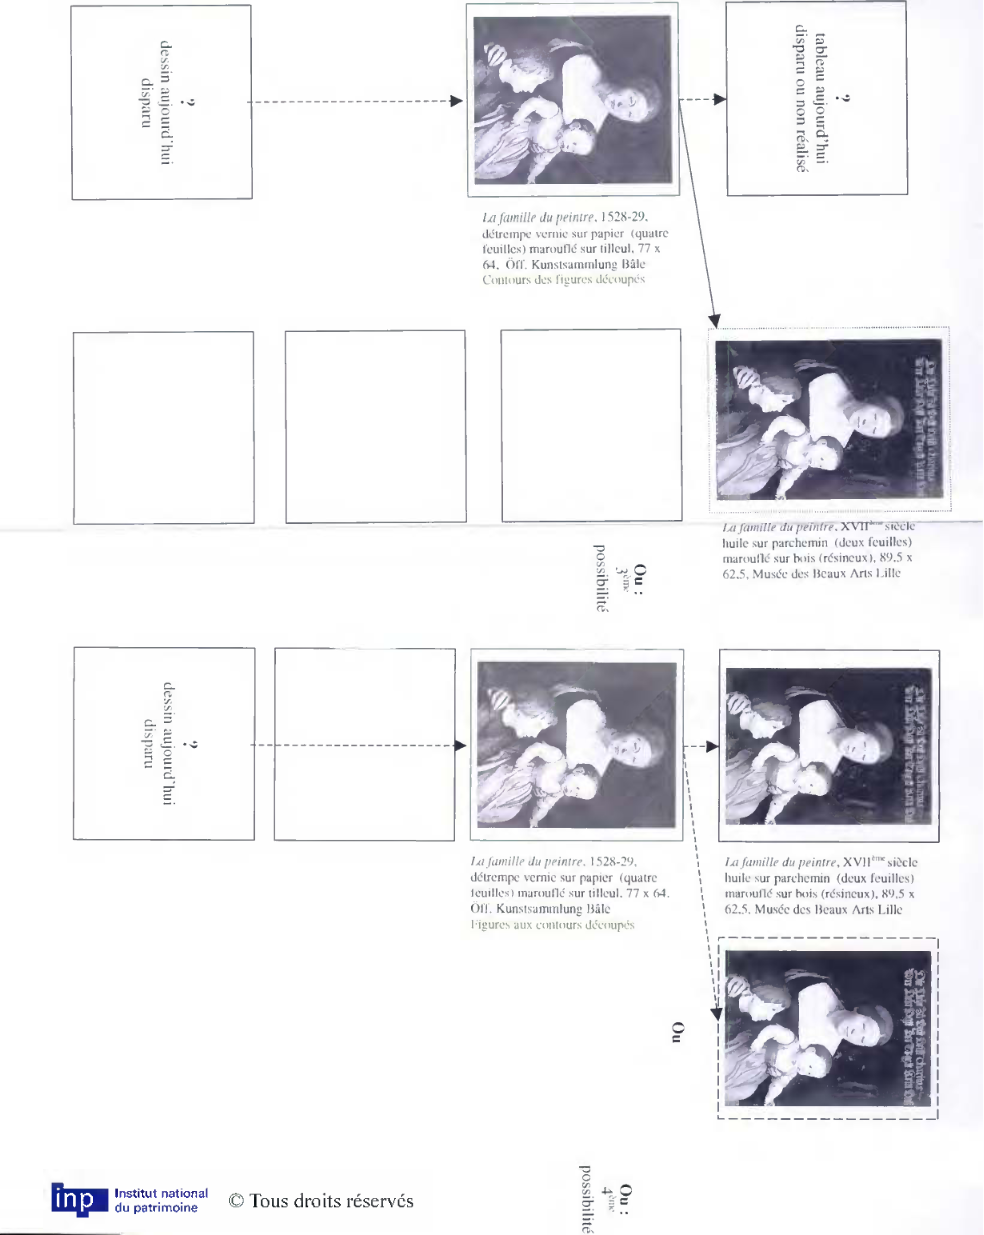 ?
dessin aujourd'hui
disparu
?
tableau aujourd'hui
disparu ou non réalisé
La famille du peintre, 1528-29,
détrempe vernie sur papier (quatre
feuilles) marouflé sur tilleul, 77 x
64, Öff. Kunstsammlung Bâle
Contours des figures découpés
La famille du peintre, XVIIème siècle
huile sur parchemin (deux feuilles)
marouflé sur bois (résineux), 89,5 x
62,5, Musée des Beaux Arts Lille
Ou :
3ème
possibilité
?
dessin aujourd'hui
disparu
La famille du peintre, 1528-29,
détrempe vernie sur papier (quatre
feuilles) marouflé sur tilleul, 77 x 64,
Öff. Kunstsammlung Bâle
Figures aux contours découpés
La famille du peintre, XVIIème siècle
huile sur parchemin (deux feuilles)
marouflé sur bois (résineux), 89,5 x
62,5, Musée des Beaux Arts Lille
Ou
Ou :
4ème
possibilité
inp Institut national
du patrimoine
© Tous droits réservés